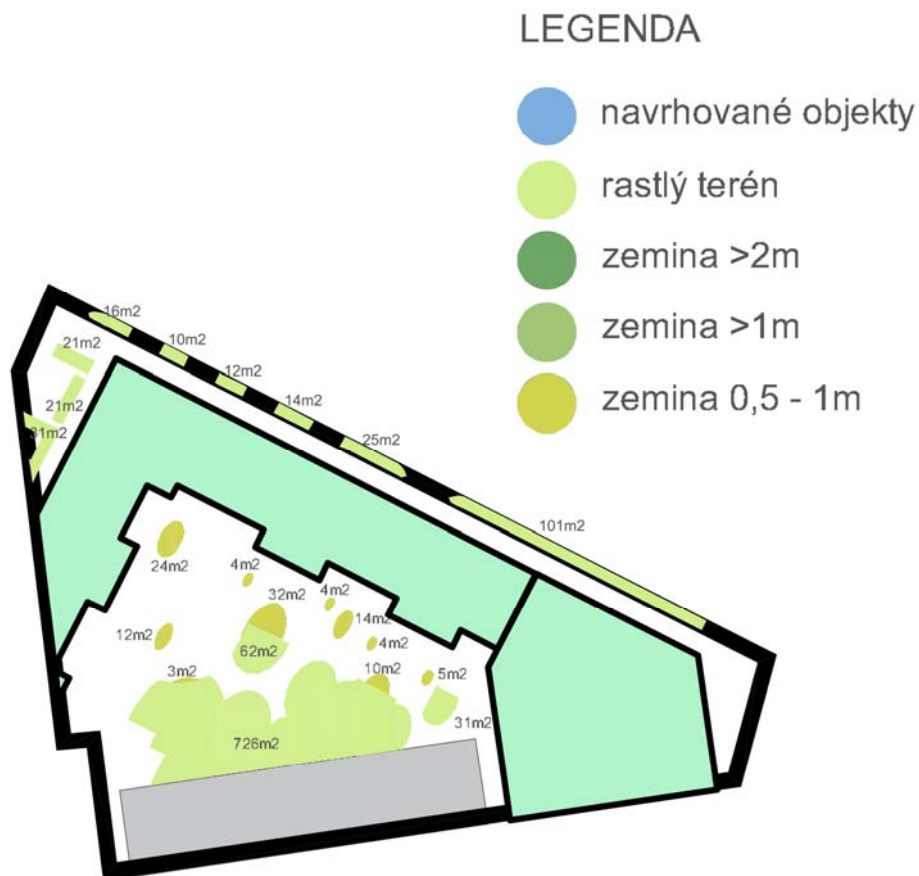 LEGENDA
navrhované objekty
rastlý terén
zemina >2m
zemina >1m
zemina 0,5 - 1m
16m2
10m2
21m2
12m2
21m2
14m2
31m2
25m2
101m2
24m2
4m2
32m2
4m2
14m2
12m2
4m2
62m2
3m2
10m2
5m2
31m2
726m2